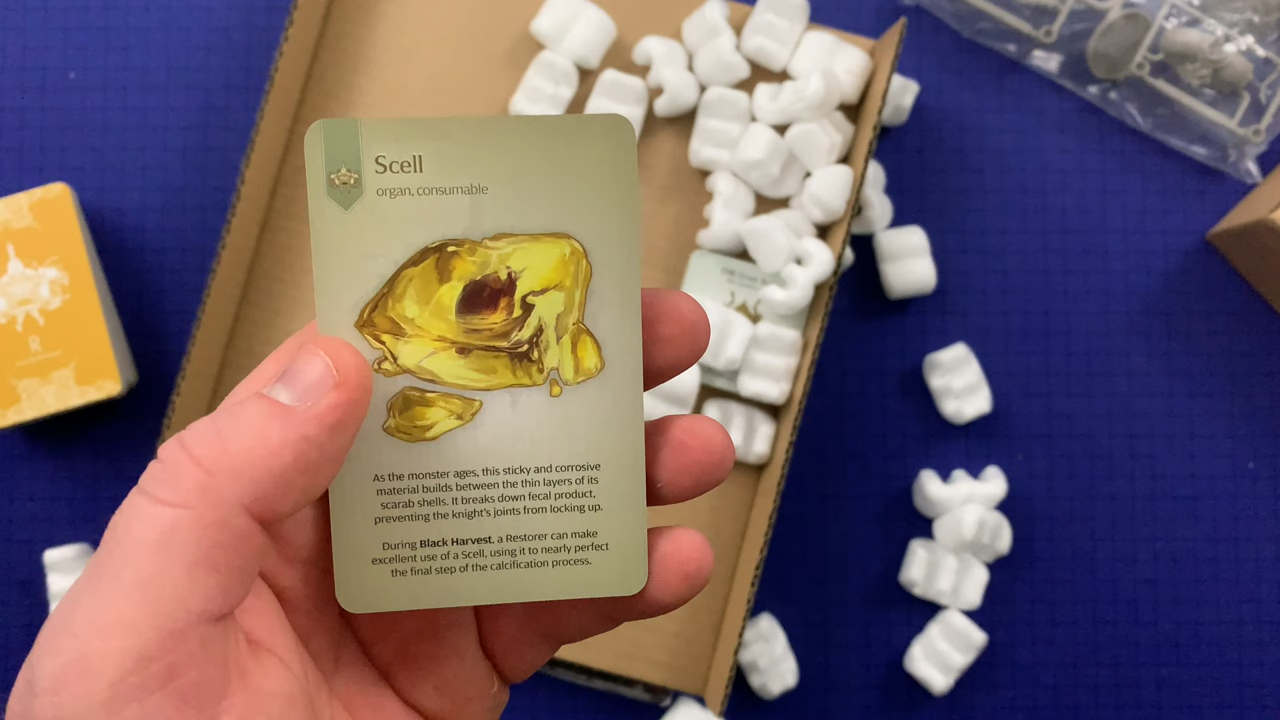 Scell
organ, consumable
As the monster ages, this sticky and corrosive
material builds between the thin layers of its
scarab shells. It breaks down fecal product,
preventing the knight's joints from locking up.
During Black Harvest, a Restorer can make
excellent use of a Scell, using it to nearly perfect
the final step of the calcification process.
R